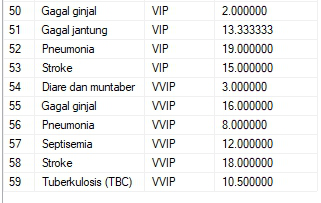 50 Gagal ginjal VIP 2.000000
51 Gagal jantung VIP 13.333333
52 Pneumonia VIP 19.000000
53 Stroke VIP 15.000000
54 Diare dan muntaber VVIP 3.000000
55 Gagal ginjal VVIP 16.000000
56 Pneumonia VVIP 8.000000
57 Septisemia VVIP 12.000000
58 Stroke VVIP 18.000000
59 Tuberkulosis (TBC) VVIP 10.500000